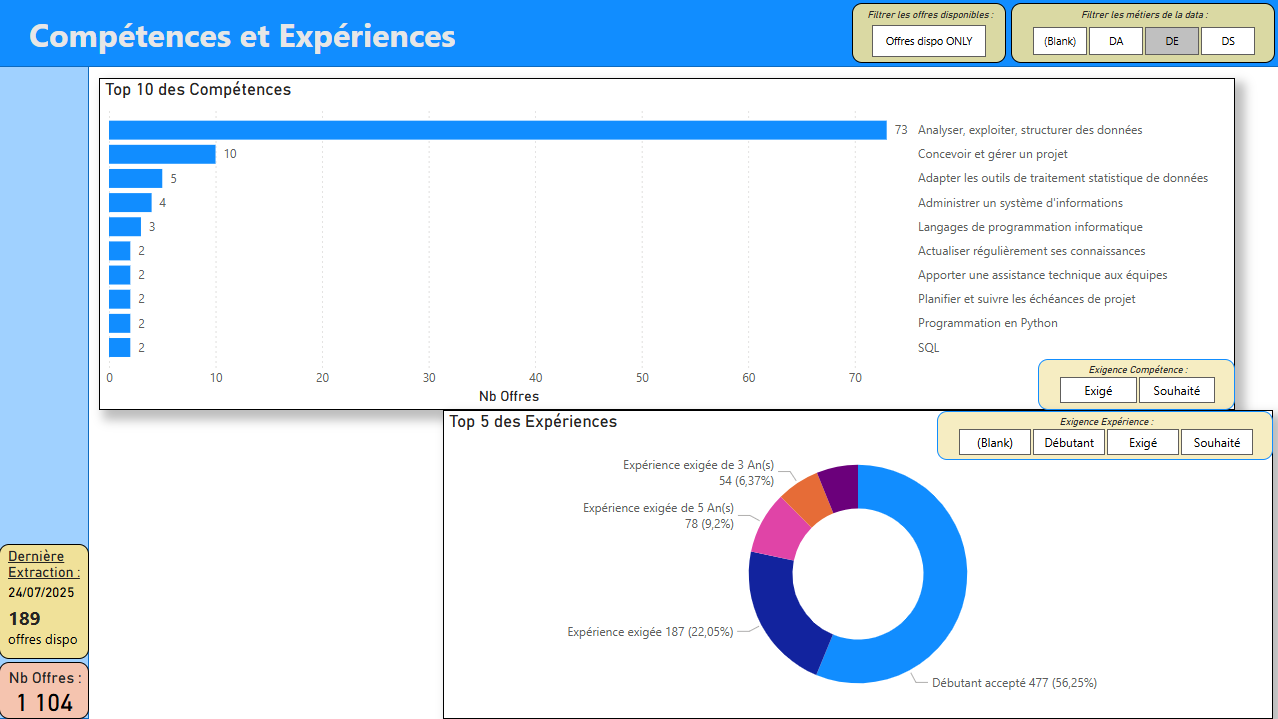 Compétences et Expériences
Filtrer les offres disponibles :
Offres dispo ONLY
Filtrer les métiers de la data :
(Blank)
DA
DE
DS
Top 10 des Compétences
73 Analyser, exploiter, structurer des données
10 Concevoir et gérer un projet
5 Adapter les outils de traitement statistique de données
4 Administrer un système d'informations
3 Langages de programmation informatique
2 Actualiser régulièrement ses connaissances
2 Apporter une assistance technique aux équipes
2 Planifier et suivre les échéances de projet
2 Programmation en Python
2 SQL
0 10 20 30 40 50 60 70
Nb Offres
Exigence Compétence :
Exigé
Souhaité
Top 5 des Expériences
Exigence Expérience :
(Blank)
Débutant
Exigé
Souhaité
Expérience exigée de 3 An(s)
54 (6,37%)
Expérience exigée de 5 An(s)
78 (9,2%)
Expérience exigée 187 (22,05%)
Débutant accepté 477 (56,25%)
Dernière
Extraction :
24/07/2025
189
offres dispo
Nb Offres :
1 104